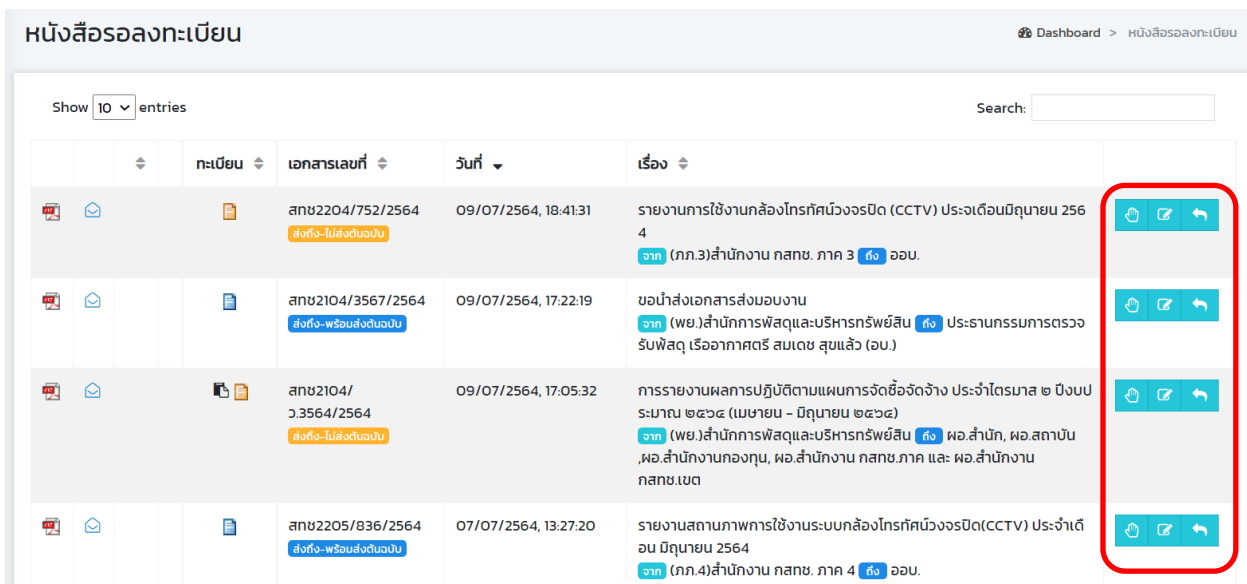 หนังสือรอลงทะเบียน
Dashboard > หนังสือรอลงทะเบียน
Show 10 entries
Search:
ทะเบียน เอกสารเลขที่ วันที่ เรื่อง
สทช2204/752/2564 09/07/2564, 18:41:31 รายงานการใช้งานกล้องโทรทัศน์วงจรปิด (CCTV) ประจเดือนมิถุนายน 256
ส่งถึง-ไม่ส่งต้นฉบับ 4
จาก (ภภ.3)สำนักงาน กสทช. ภาค 3 ถึง ออบ.
สทช2104/3567/2564 09/07/2564, 17:22:19 ขอนำส่งเอกสารส่งมอบงาน
ส่งถึง-พร้อมส่งต้นฉบับ จาก (พย.)สำนักการพัสดุและบริหารทรัพย์สิน ถึง ประธานกรรมการตรวจ
รับพัสดุ เรืออากาศตรี สมเดช สุขแล้ว (อบ.)
สทช2104/ 09/07/2564, 17:05:32 การรายงานผลการปฏิบัติตามแผนการจัดซื้อจัดจ้าง ประจำไตรมาส ๒ ปีงบป
ว.3564/2564 ระมาณ ๒๕๖๔ (เมษายน - มิถุนายน ๒๕๖๔)
ส่งถึง-ไม่ส่งต้นฉบับ จาก (พย.)สำนักการพัสดุและบริหารทรัพย์สิน ถึง ผอ.สำนัก, ผอ.สถาบัน
,ผอ.สำนักงานกองทุน, ผอ.สำนักงาน กสทช.ภาค และ ผอ.สำนักงาน
กสทช.เขต
สทช2205/836/2564 07/07/2564, 13:27:20 รายงานสถานภาพการใช้งานระบบกล้องโทรทัศน์วงจรปิด(CCTV) ประจำเดื
ส่งถึง-พร้อมส่งต้นฉบับ อน มิถุนายน 2564
จาก (ภภ.4)สำนักงาน กสทช. ภาค 4 ถึง ออบ.